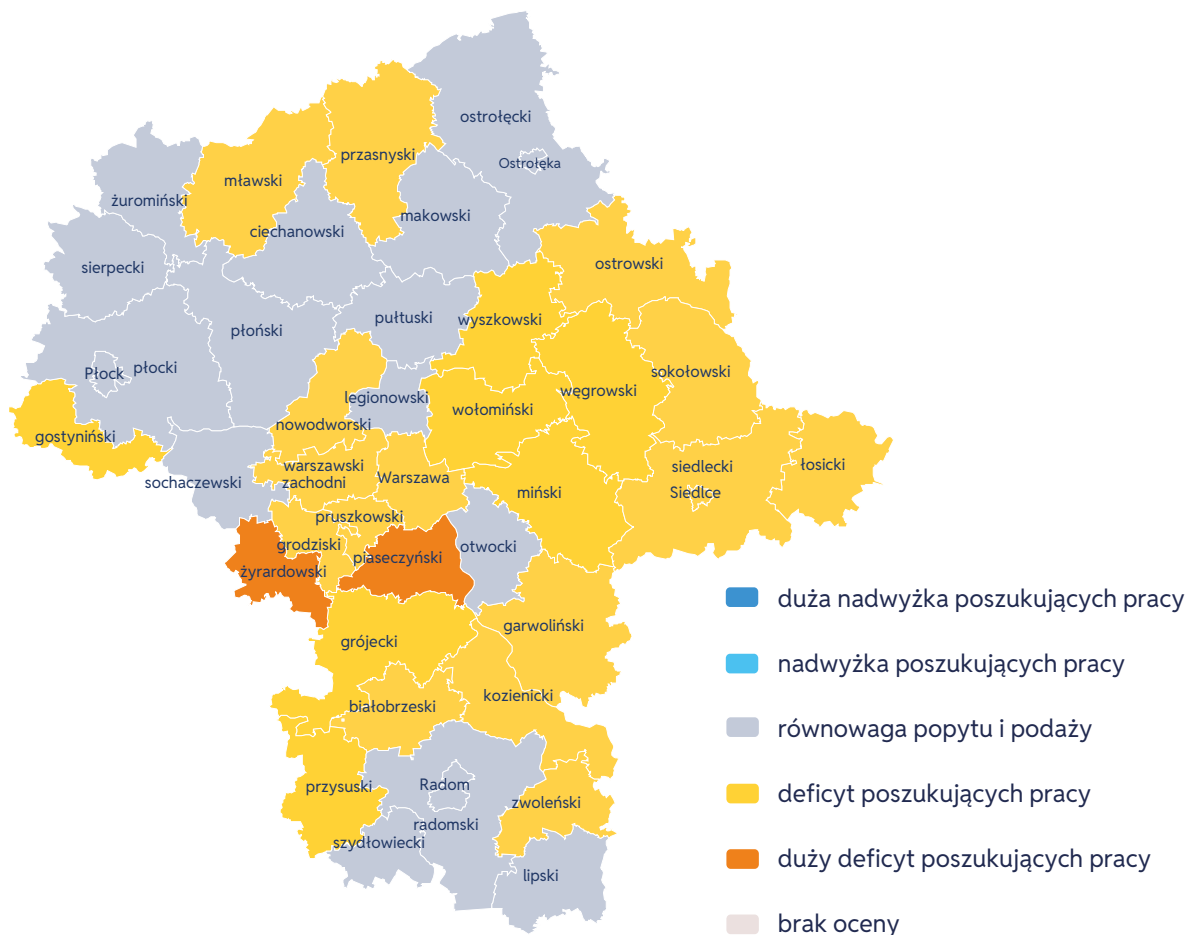 ostrołęcki
Ostrołęka
przasnyski
mławski
żuromiński
makowski
ciechanowski
sierpecki
ostrowski
pułtuski
wyszkowski
płoński
Płock
płocki
sokołowski
węgrowski
legionowski
wołomiński
nowodworski
gostyniński
warszawski
zachodni
Warszawa
siedlecki
Siedlce
łosicki
sochaczewski
miński
pruszkowski
grodziski
otwocki
piaseczyński
żyrardowski
garwoliński
grójecki
kozienicki
białobrzeski
przysuski
Radom
zwoleński
radomski
szydłowiecki
lipski
duża nadwyżka poszukujących pracy
nadwyżka poszukujących pracy
równowaga popytu i podaży
deficyt poszukujących pracy
duży deficyt poszukujących pracy
brak oceny